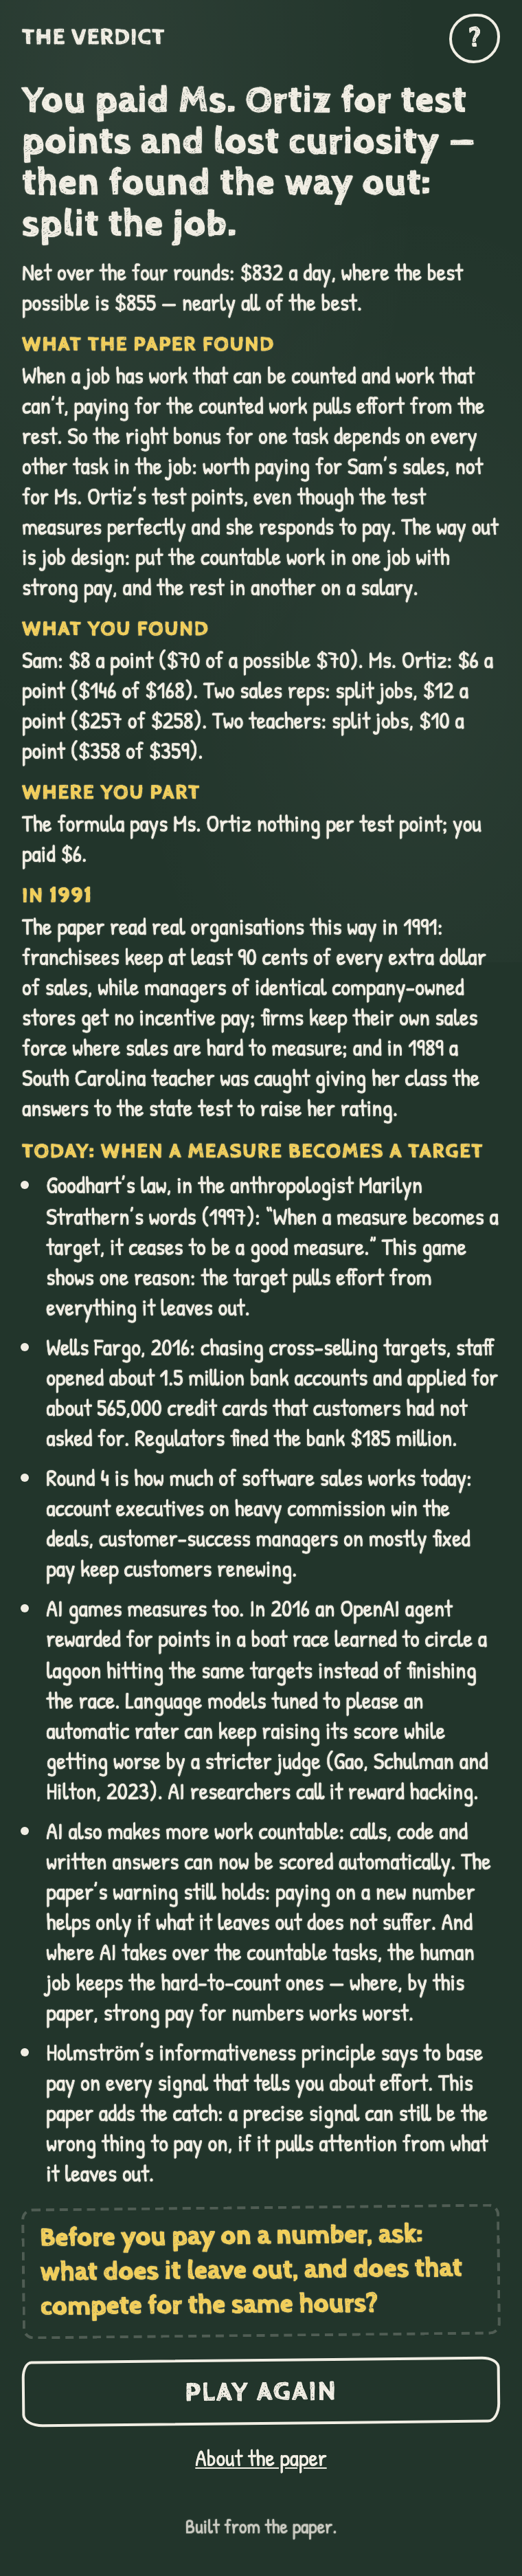 THE VERDICT
?
You paid Ms. Ortiz for test
points and lost curiosity —
then found the way out:
split the job.
Net over the four rounds: $832 a day, where the best
possible is $855 — nearly all of the best.
WHAT THE PAPER FOUND
When a job has work that can be counted and work that
can't, paying for the counted work pulls effort from the
rest. So the right bonus for one task depends on every
other task in the job: worth paying for Sam's sales, not
for Ms. Ortiz's test points, even though the test
measures perfectly and she responds to pay. The way out
is job design: put the countable work in one job with
strong pay, and the rest in another on a salary.
WHAT YOU FOUND
Sam: $8 a point ($70 of a possible $70). Ms. Ortiz: $6 a
point ($146 of $168). Two sales reps: split jobs, $12 a
point ($257 of $258). Two teachers: split jobs, $10 a
point ($358 of $359).
WHERE YOU PART
The formula pays Ms. Ortiz nothing per test point; you
paid $6.
IN 1991
The paper read real organisations this way in 1991:
franchisees keep at least 90 cents of every extra dollar
of sales, while managers of identical company-owned
stores get no incentive pay; firms keep their own sales
force where sales are hard to measure; and in 1989 a
South Carolina teacher was caught giving her class the
answers to the state test to raise her rating.
TODAY: WHEN A MEASURE BECOMES A TARGET
• Goodhart's law, in the anthropologist Marilyn
Strathern's words (1997): "When a measure becomes a
target, it ceases to be a good measure." This game
shows one reason: the target pulls effort from
everything it leaves out.
• Wells Fargo, 2016: chasing cross-selling targets, staff
opened about 1.5 million bank accounts and applied for
about 565,000 credit cards that customers had not
asked for. Regulators fined the bank $185 million.
• Round 4 is how much of software sales works today:
account executives on heavy commission win the
deals, customer-success managers on mostly fixed
pay keep customers renewing.
• AI games measures too. In 2016 an OpenAI agent
rewarded for points in a boat race learned to circle a
lagoon hitting the same targets instead of finishing
the race. Language models tuned to please an
automatic rater can keep raising its score while
getting worse by a stricter judge (Gao, Schulman and
Hilton, 2023). AI researchers call it reward hacking.
• AI also makes more work countable: calls, code and
written answers can now be scored automatically. The
paper's warning still holds: paying on a new number
helps only if what it leaves out does not suffer. And
where AI takes over the countable tasks, the human
job keeps the hard-to-count ones — where, by this
paper, strong pay for numbers works worst.
• Holmström's informativeness principle says to base
pay on every signal that tells you about effort. This
paper adds the catch: a precise signal can still be the
wrong thing to pay on, if it pulls attention from what
it leaves out.
Before you pay on a number, ask:
what does it leave out, and does that
compete for the same hours?
PLAY AGAIN
About the paper
Built from the paper.